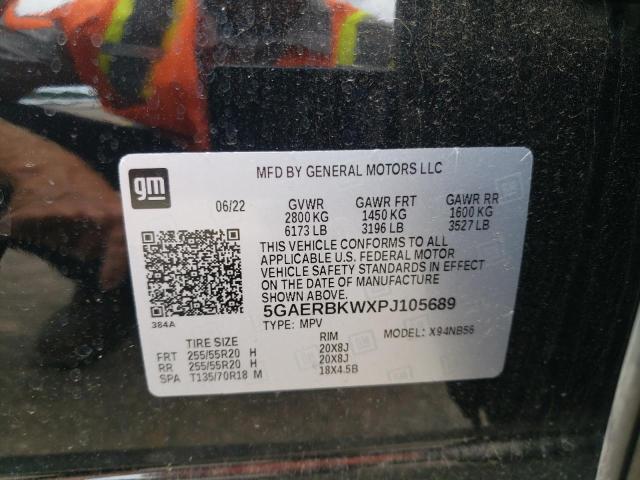 gm
MFD BY GENERAL MOTORS LLC
06/22 GVWR GAWR FRT GAWR RR
2800 KG 1450 KG 1600 KG
6173 LB 3196 LB 3527 LB
THIS VEHICLE CONFORMS TO ALL
APPLICABLE U.S. FEDERAL MOTOR
VEHICLE SAFETY STANDARDS IN EFFECT
ON THE DATE OF MANUFACTURE
SHOWN ABOVE.
384A
5GAERBKWXPJ105689
TYPE: MPV
MODEL: X94NB56
TIRE SIZE RIM
FRT 255/55R20 H 20X8J
RR 255/55R20 H 20X8J
SPA T135/70R18 M 18X4.5B